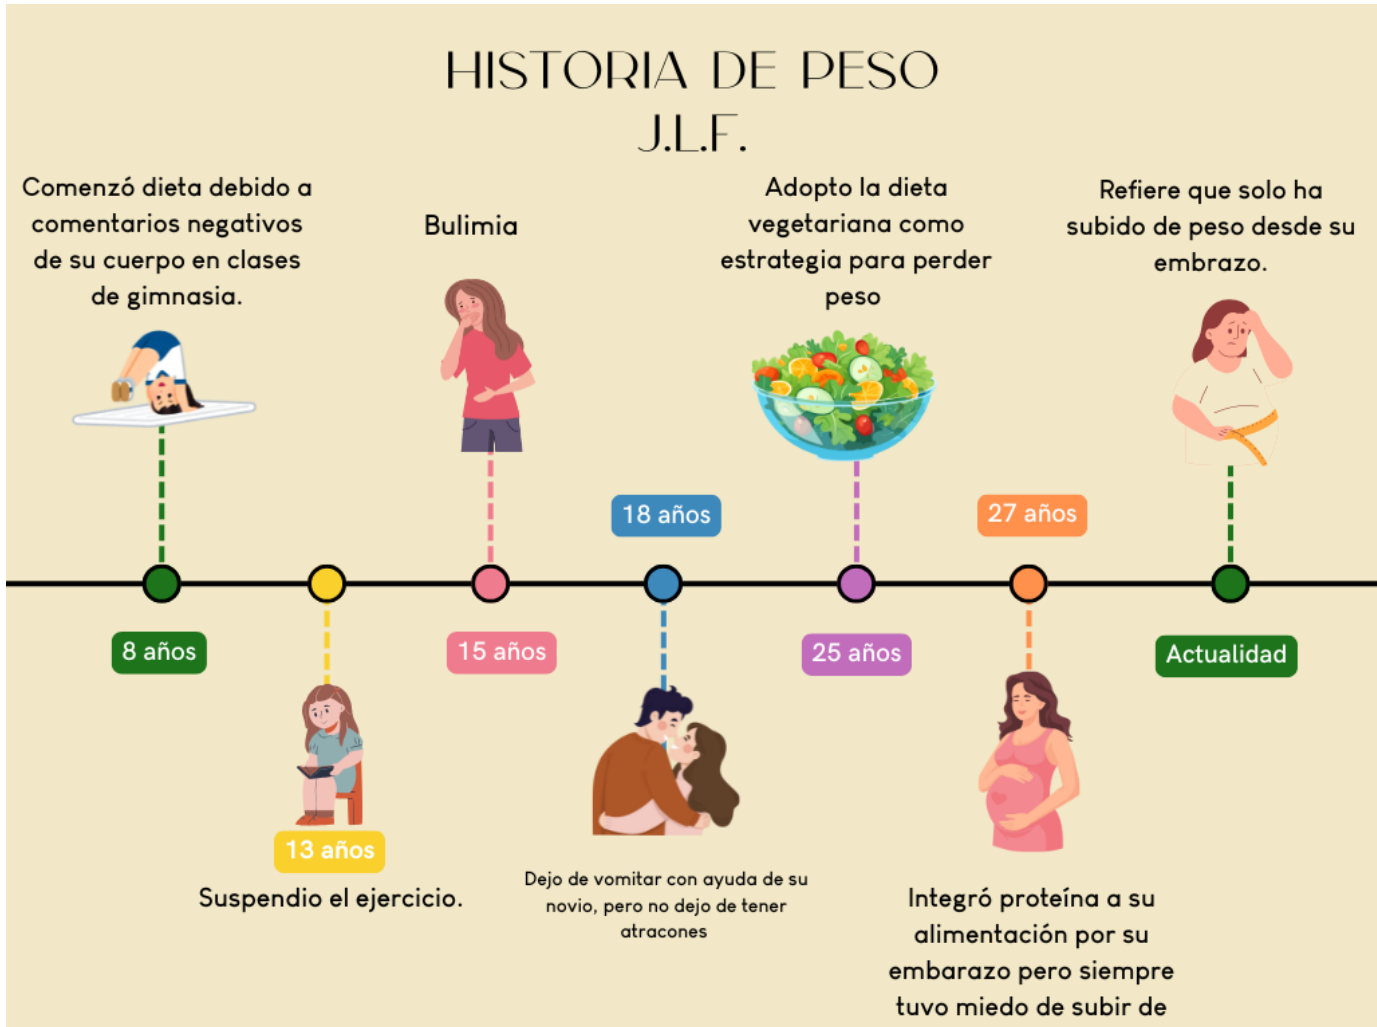 HISTORIA DE PESO
J.L.F.
Comenzó dieta debido a
comentarios negativos
de su cuerpo en clases
de gimnasia.
8 años
13 años
Suspendio el ejercicio.
Bulimia
15 años
18 años
Dejo de vomitar con ayuda de su
novio, pero no dejo de tener
atracones
Adopto la dieta
vegetariana como
estrategia para perder
peso
25 años
27 años
Integró proteína a su
alimentación por su
embarazo pero siempre
tuvo miedo de subir de
Refiere que solo ha
subido de peso desde su
embrazo.
Actualidad